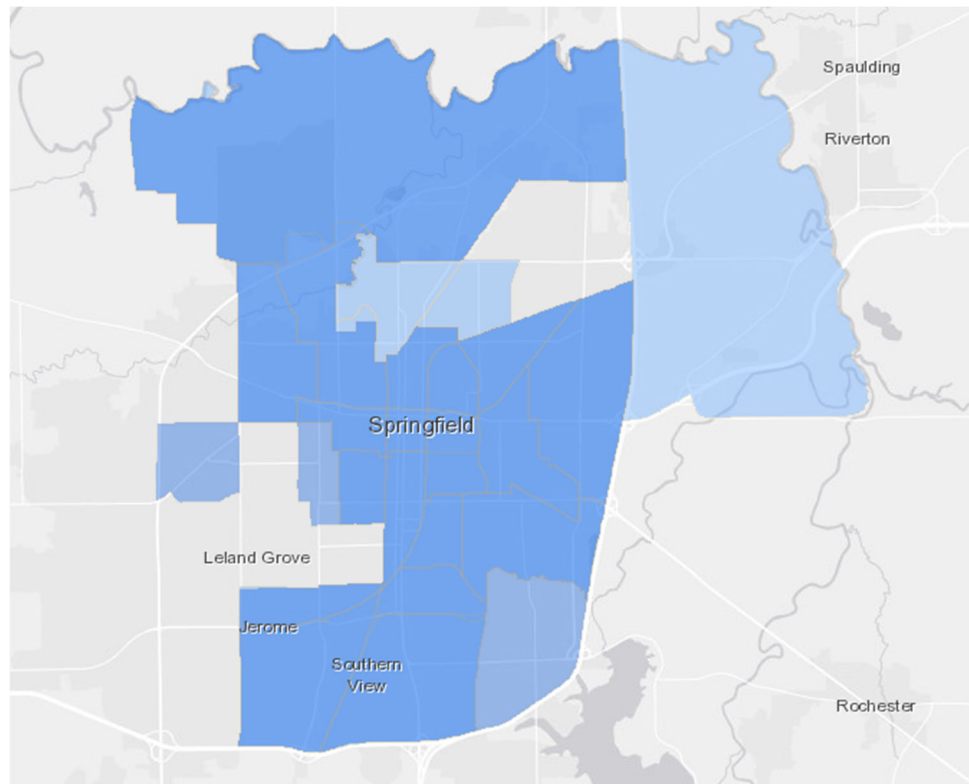 Spaulding
Riverton
Springfield
Leland Grove
Jerome
Southern
View
Rochester